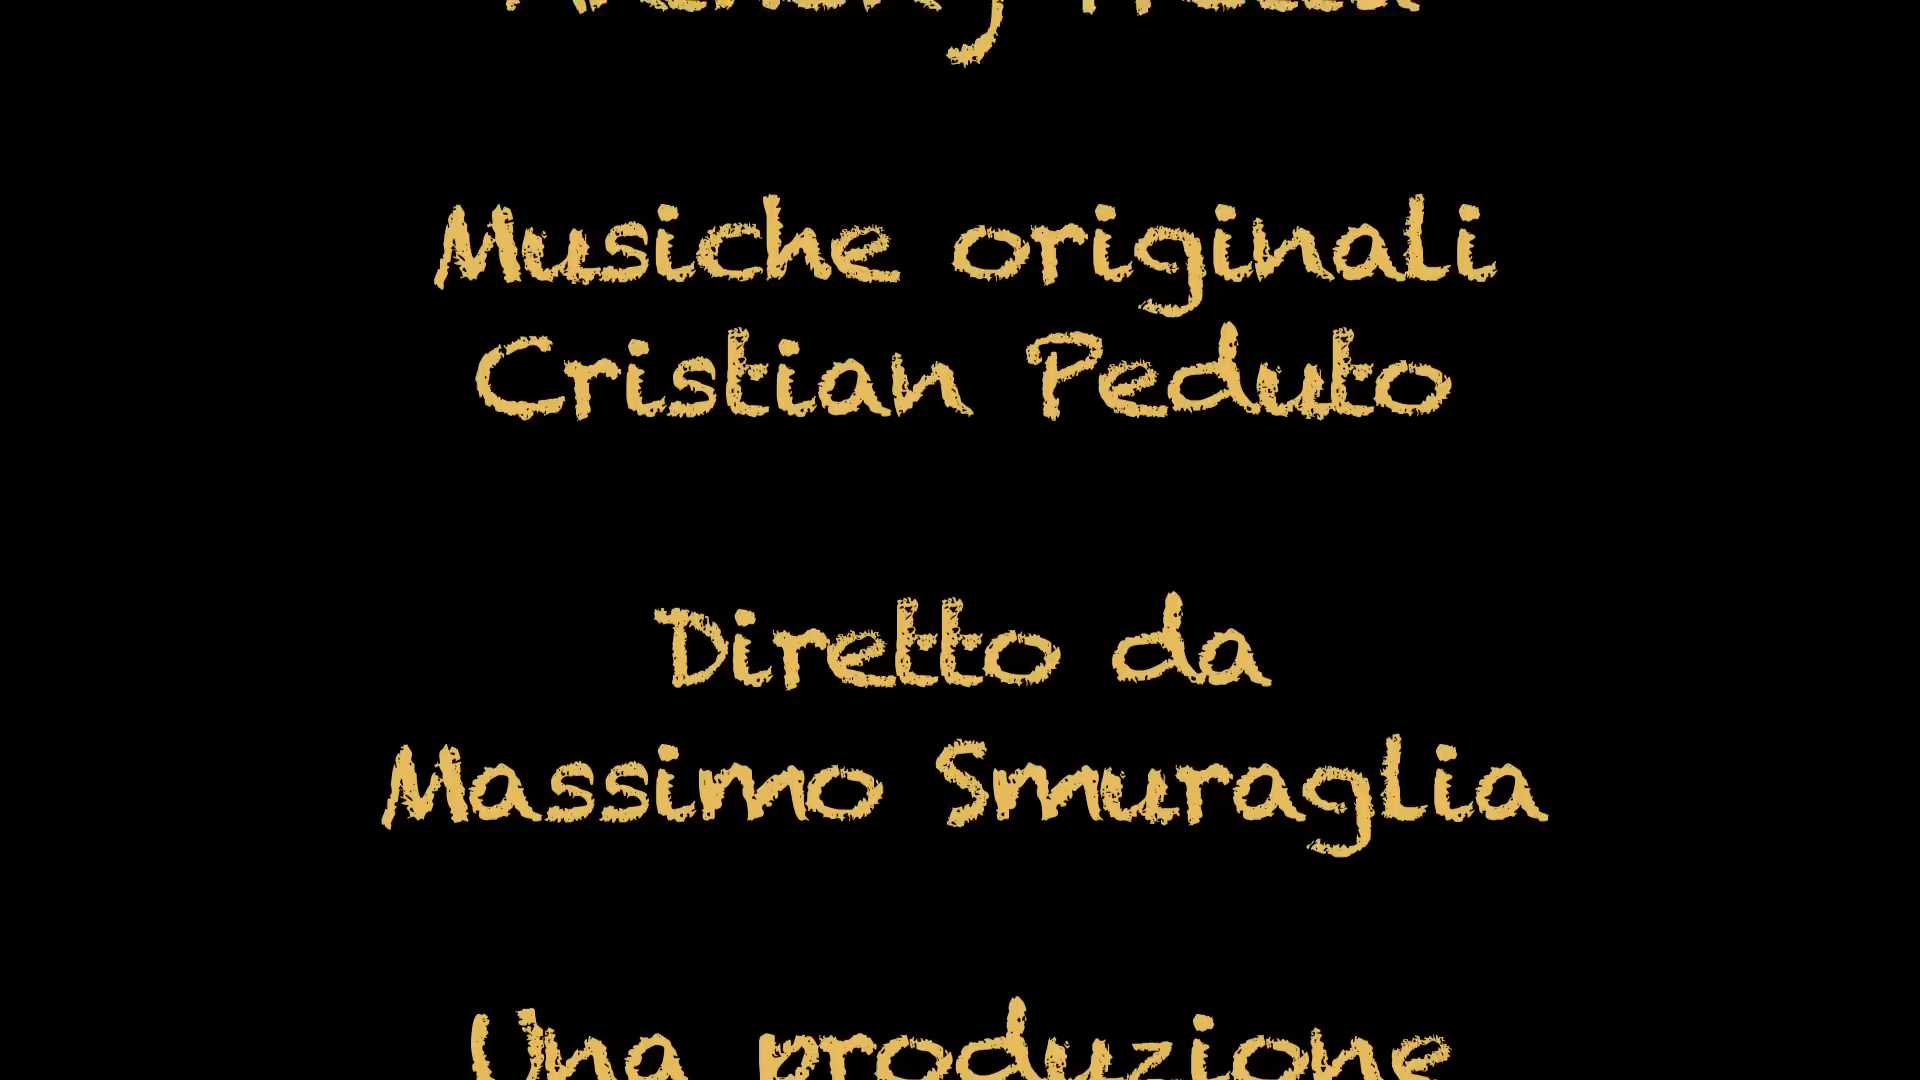 Musiche originali
Cristian Peduto
Diretto da
Massimo Smuraglia
Una produzione